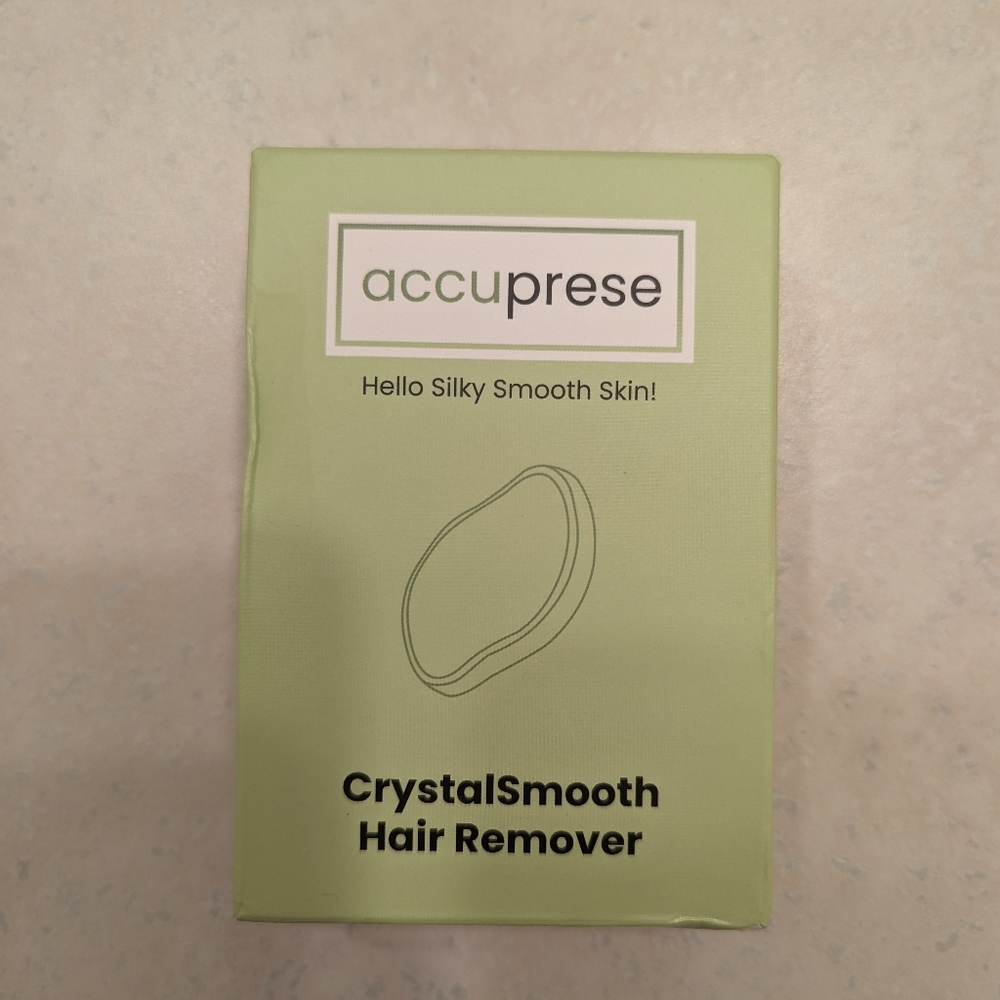 accuprese
Hello Silky Smooth Skin!
CrystalSmooth
Hair Remover